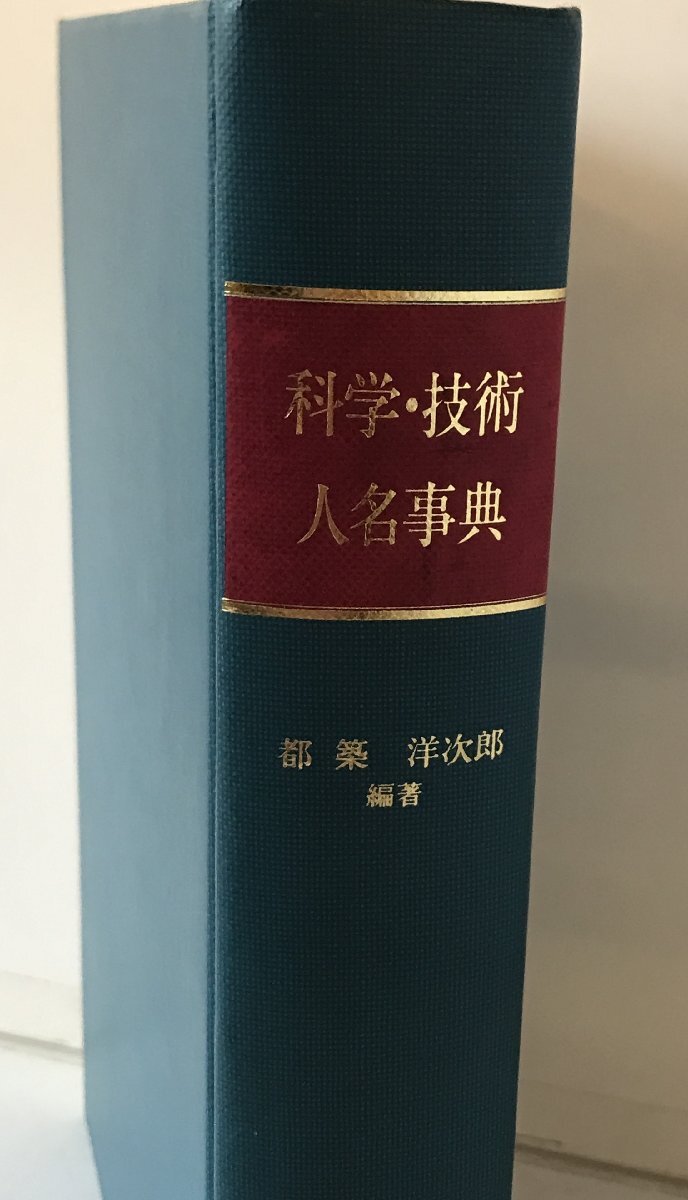 科学・技術
人名事典
都築 洋次郎
編著